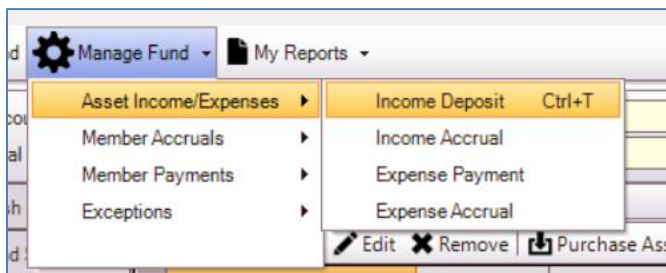 Manage Fund My Reports
Asset Income/Expenses Income Deposit Ctrl+T
Member Accruals Income Accrual
Member Payments Expense Payment
Exceptions Expense Accrual
Edit Remove Purchase